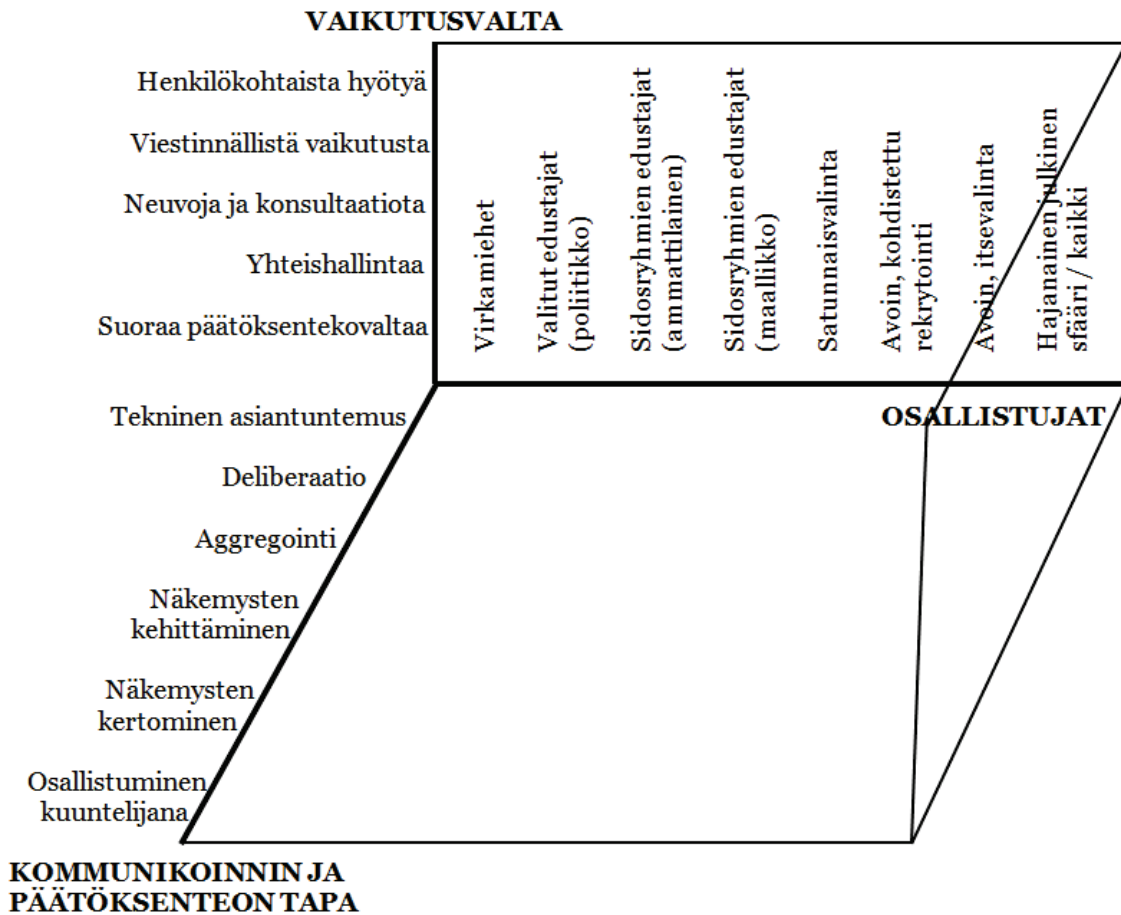 VAIKUTUSVALTA
Henkilökohtaista hyötyä
Viestinnällistä vaikutusta
Neuvoja ja konsultaatiota
Yhteishallintaa
Suoraa päätöksentekovaltaa
Virkamiehet
Valitut edustajat
(poliitikko)
Sidosryhmien edustajat
(ammattilainen)
Sidosryhmien edustajat
(maallikko)
Satunnaisvalinta
Avoin, kohdistettu
rekrytointi
Avoin, itsevalinta
Hajanainen julkinen
sfääri / kaikki
OSALLISTUJAT
Tekninen asiantuntemus
Deliberaatio
Aggregointi
Näkemysten
kehittäminen
Näkemysten
kertominen
Osallistuminen
kuuntelijana
KOMMUNIKOINNIN JA
PÄÄTÖKSENTEON TAPA